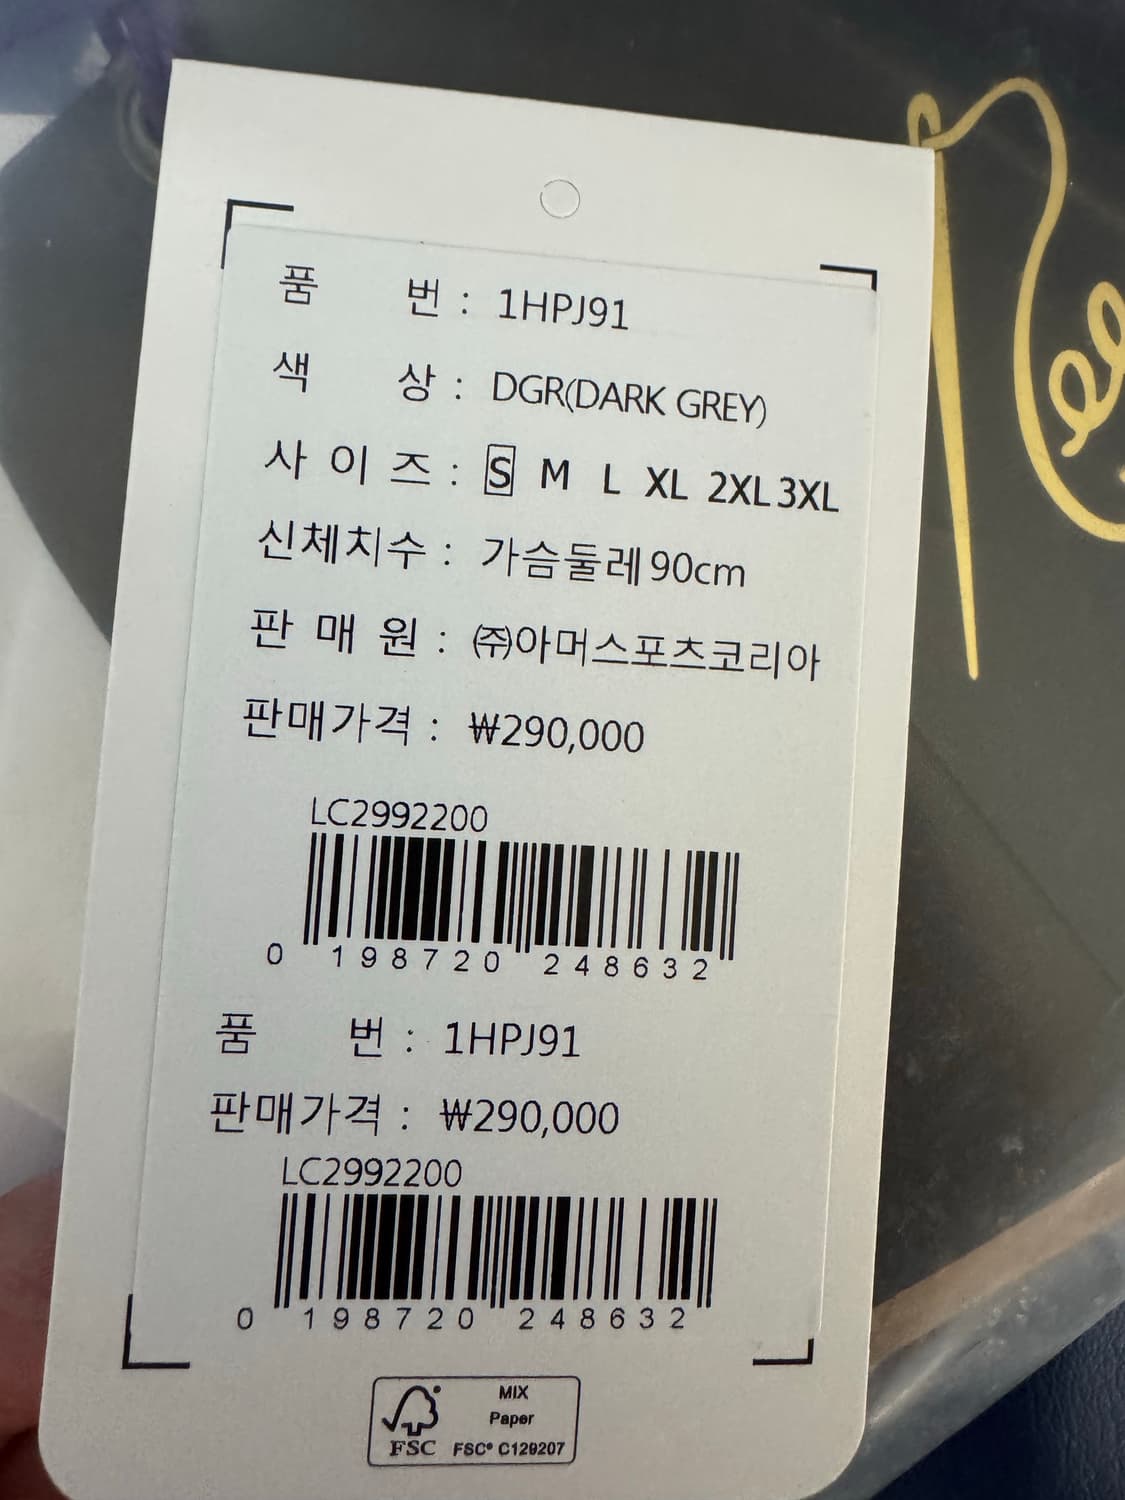 품 번 : 1HPJ91
색 상 : DGR(DARK GREY)
사 이 즈 : S M L XL 2XL 3XL
신체치수 : 가슴둘레 90cm
판 매 원 : ㈜아머스포츠코리아
판매가격 : ₩290,000
LC2992200
0 198720 248632
품 번 : 1HPJ91
판매가격 : ₩290,000
LC2992200
0 198720 248632
MIX
Paper
FSC FSC® C129207